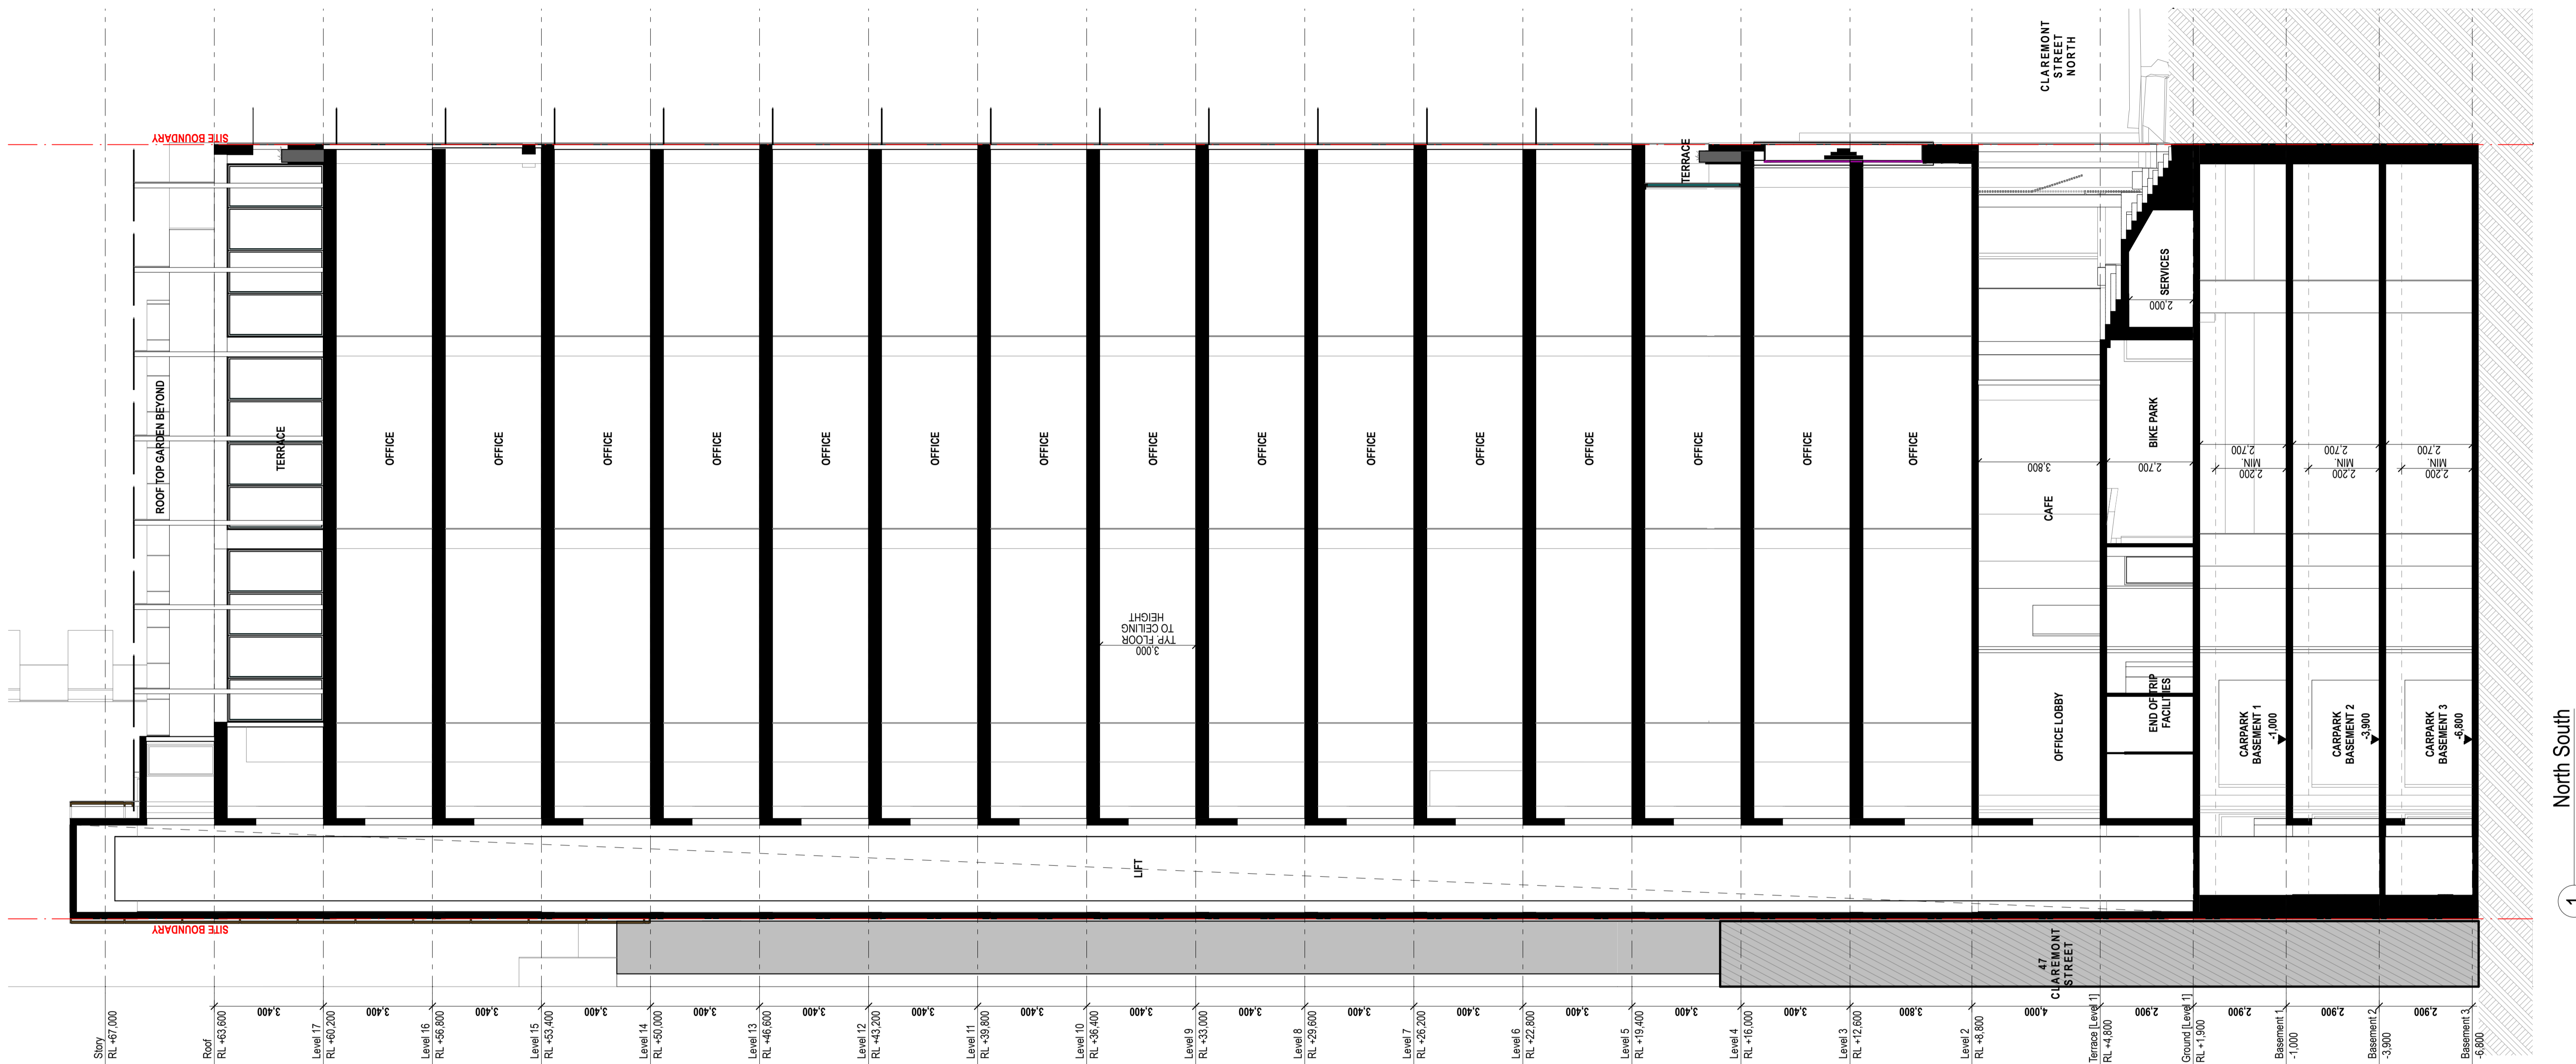 Story
RL +67,000
Roof
RL +63,600
3,400
Level 17
RL +60,200
3,400
Level 16
RL +56,800
3,400
Level 15
RL +53,400
3,400
Level 14
RL +50,000
3,400
Level 13
RL +46,600
3,400
Level 12
RL +43,200
3,400
Level 11
RL +39,800
3,400
Level 10
RL +36,400
3,400
Level 9
RL +33,000
3,400
Level 8
RL +29,600
3,400
Level 7
RL +26,200
3,400
Level 6
RL +22,800
3,400
Level 5
RL +19,400
3,400
Level 4
RL +16,000
3,400
Level 3
RL +12,600
3,800
Level 2
RL +8,800
4,000
Terrace [Level 1]
RL +4,800
2,900
Ground [Level 1]
RL +1,900
2,900
Basement 1
-1,000
2,900
Basement 2
-3,900
2,900
Basement 3
-6,800
SITE BOUNDARY
SITE BOUNDARY
ROOF TOP GARDEN BEYOND
TERRACE
OFFICE
OFFICE
OFFICE
OFFICE
OFFICE
OFFICE
OFFICE
OFFICE
3,000
TYP. FLOOR
TO CEILING
HEIGHT
OFFICE
OFFICE
OFFICE
OFFICE
OFFICE
TERRACE
OFFICE
OFFICE
LIFT
47
CLAREMONT
STREET
CLAREMONT
STREET
NORTH
OFFICE LOBBY
CAFE
3,800
END OF TRIP
FACILITIES
BIKE PARK
2,700
SERVICES
2,000
CARPARK
BASEMENT 1
-1,000
2,200
MIN.
2,700
CARPARK
BASEMENT 2
-3,900
2,200
MIN.
2,700
CARPARK
BASEMENT 3
-6,800
2,200
MIN.
2,700
1
North South